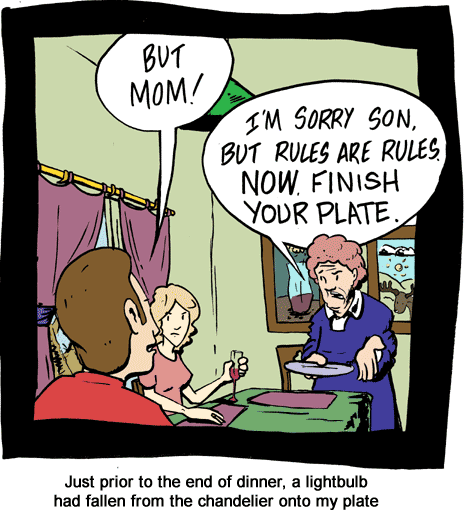 BUT
MOM!
I'M SORRY SON,
BUT RULES ARE RULES.
NOW, FINISH
YOUR PLATE.
Just prior to the end of dinner, a lightbulb
had fallen from the chandelier onto my plate